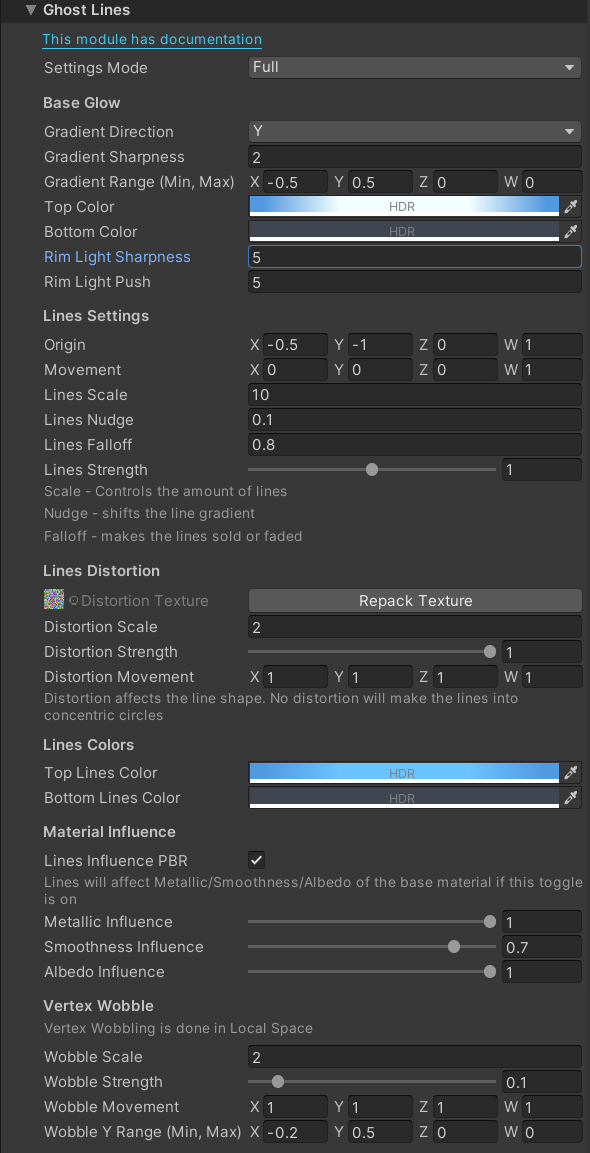 Ghost Lines
This module has documentation
Settings Mode Full
Base Glow
Gradient Direction Y
Gradient Sharpness 2
Gradient Range (Min, Max) X -0.5 Y 0.5 Z 0 W 0
Top Color HDR
Bottom Color HDR
Rim Light Sharpness 5
Rim Light Push 5
Lines Settings
Origin X -0.5 Y -1 Z 0 W 1
Movement X 0 Y 0 Z 0 W 1
Lines Scale 10
Lines Nudge 0.1
Lines Falloff 0.8
Lines Strength 1
Scale - Controls the amount of lines
Nudge - shifts the line gradient
Falloff - makes the lines sold or faded
Lines Distortion
Distortion Texture Repack Texture
Distortion Scale 2
Distortion Strength 1
Distortion Movement X 1 Y 1 Z 1 W 1
Distortion affects the line shape. No distortion will make the lines into
concentric circles
Lines Colors
Top Lines Color HDR
Bottom Lines Color HDR
Material Influence
Lines Influence PBR
Lines will affect Metallic/Smoothness/Albedo of the base material if this toggle
is on
Metallic Influence 1
Smoothness Influence 0.7
Albedo Influence 1
Vertex Wobble
Vertex Wobbling is done in Local Space
Wobble Scale 2
Wobble Strength 0.1
Wobble Movement X 1 Y 1 Z 1 W 1
Wobble Y Range (Min, Max) X -0.2 Y 0.5 Z 0 W 0